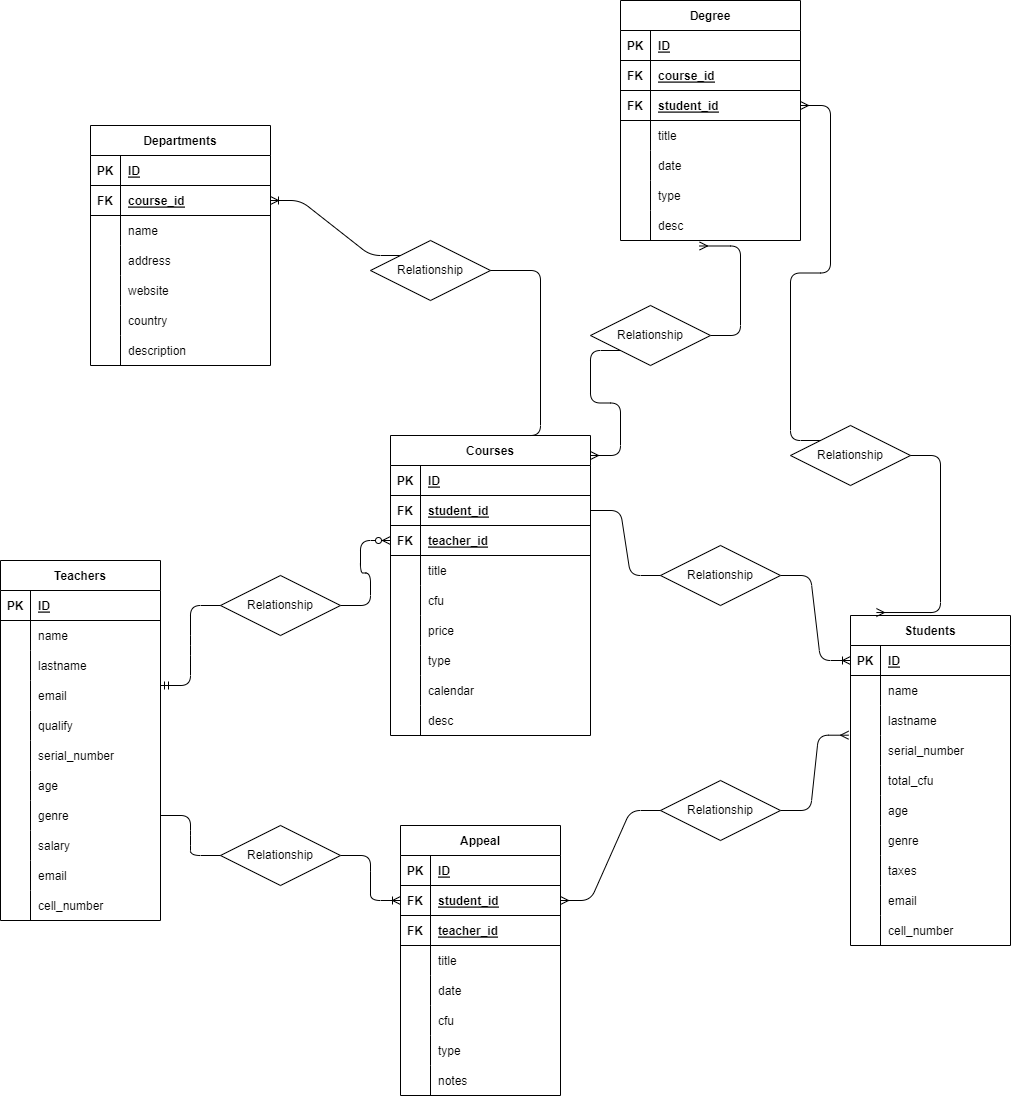 Degree
PK ID
FK course_id
FK student_id
title
date
type
desc
Departments
PK ID
FK course_id
name
address
website
country
description
Relationship
Relationship
Relationship
Courses
PK ID
FK student_id
FK teacher_id
title
cfu
price
type
calendar
desc
Teachers
PK ID
name
lastname
email
qualify
serial_number
age
genre
salary
email
cell_number
Relationship
Relationship
Students
PK ID
name
lastname
serial_number
total_cfu
age
genre
taxes
email
cell_number
Relationship
Relationship
Appeal
PK ID
FK student_id
FK teacher_id
title
date
cfu
type
notes